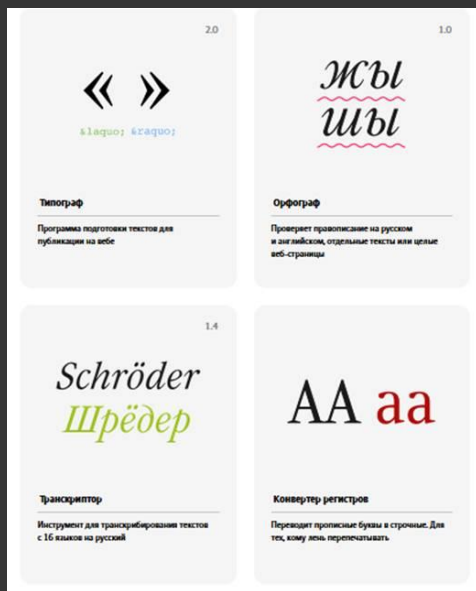 2.0
« »
&laquo; &raquo;
Типограф
Программа подготовки текстов для
публикации на вебе
1.0
жы
шы
Орфограф
Проверяет правописание на русском
и английском, отдельные тексты или целые
веб-страницы
1.4
Schröder
Шрёдер
Транскриптор
Инструмент для транскрибирования текстов
с 16 языков на русский
АА аа
Конвертер регистров
Переводит прописные буквы в строчные. Для
тех, кому лень перепечатывать